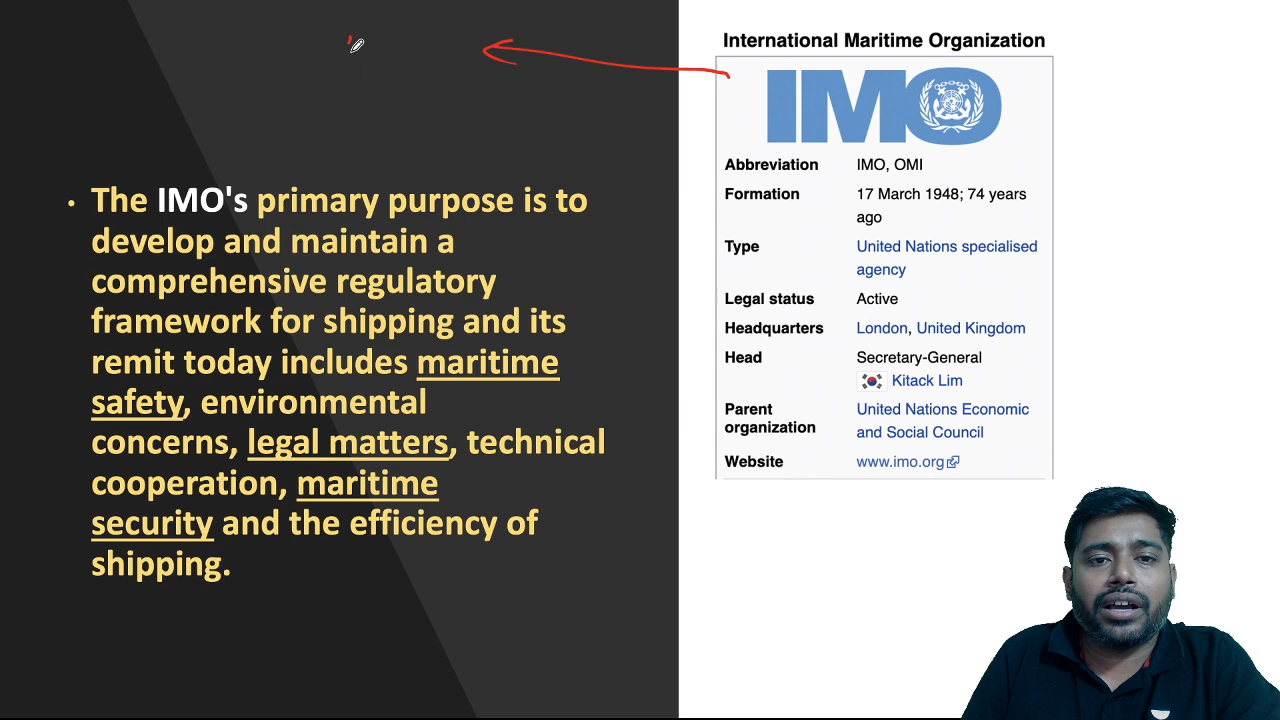 • The IMO's primary purpose is to
develop and maintain a
comprehensive regulatory
framework for shipping and its
remit today includes maritime
safety, environmental
concerns, legal matters, technical
cooperation, maritime
security and the efficiency of
shipping.
International Maritime Organization
IMO
Abbreviation IMO, OMI
Formation 17 March 1948; 74 years
ago
Type United Nations specialised
agency
Legal status Active
Headquarters London, United Kingdom
Head Secretary-General
Kitack Lim
Parent United Nations Economic
organization and Social Council
Website www.imo.org